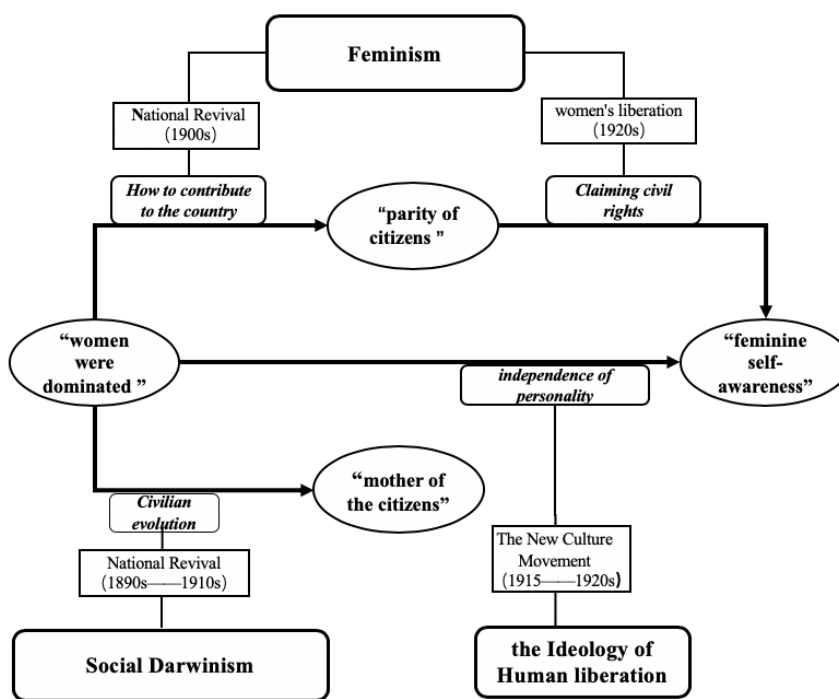 Feminism
National Revival
(1900s)
women's liberation
(1920s)
How to contribute
to the country
Claiming civil
rights
“parity of
citizens ”
“women
were
dominated ”
“feminine
self-
awareness”
independence of
personality
“mother of
the citizens”
Civilian
evolution
National Revival
(1890s——1910s)
The New Culture
Movement
(1915——1920s)
Social Darwinism
the Ideology of
Human liberation